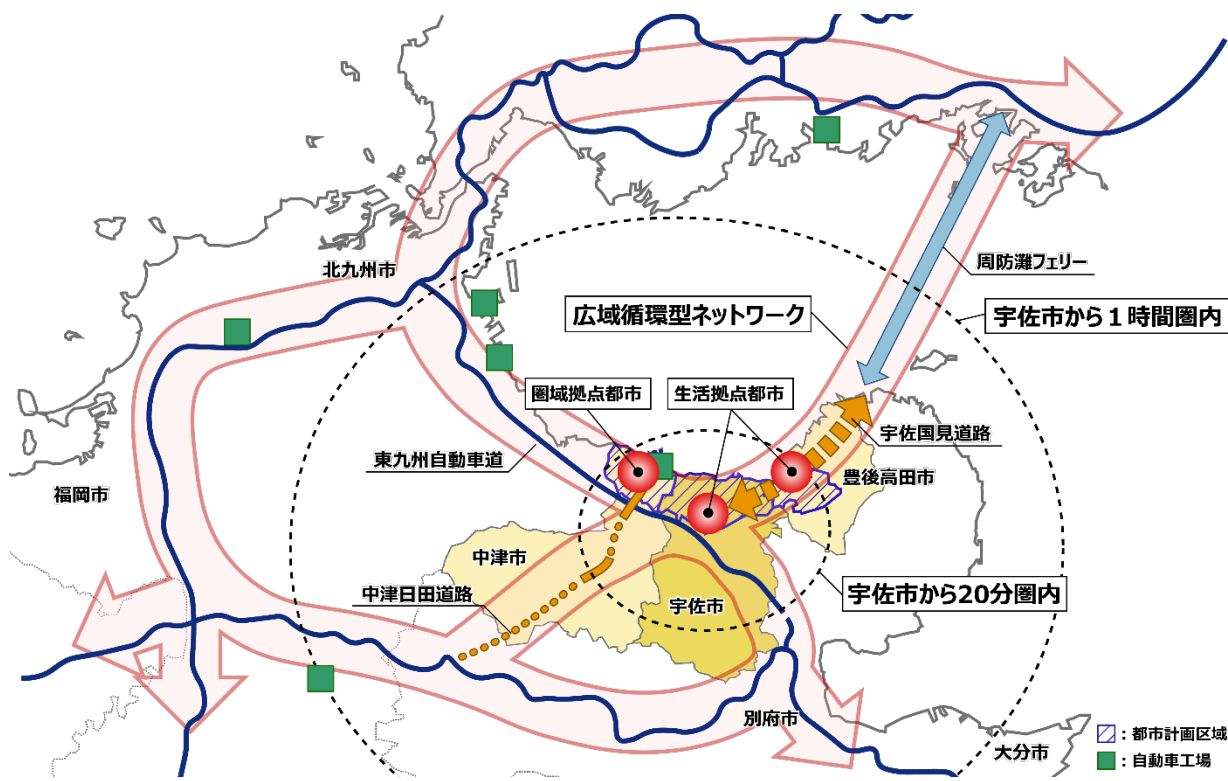 北九州市
周防灘フェリー
広域循環型ネットワーク
宇佐市から１時間圏内
圏域拠点都市
生活拠点都市
宇佐国見道路
東九州自動車道
豊後高田市
福岡市
中津市
中津日田道路
宇佐市
宇佐市から20分圏内
別府市
大分市
：都市計画区域
：自動車工場